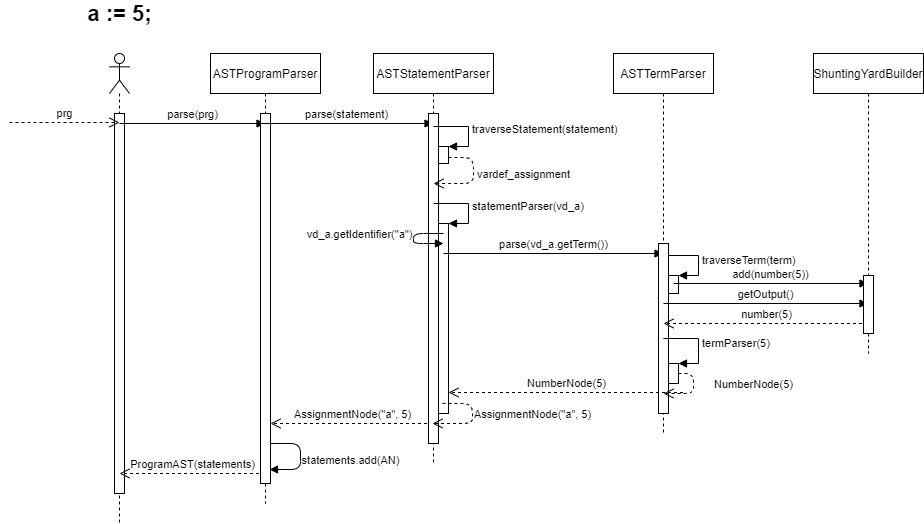 a := 5;
ASTProgramParser
ASTStatementParser
ASTTermParser
ShuntingYardBuilder
prg
parse(prg)
parse(statement)
traverseStatement(statement)
vardef_assignment
statementParser(vd_a)
vd_a.getIdentifier("a")
parse(vd_a.getTerm())
traverseTerm(term)
add(number(5))
getOutput()
number(5)
termParser(5)
NumberNode(5)
NumberNode(5)
AssignmentNode("a", 5)
AssignmentNode("a", 5)
statements.add(AN)
ProgramAST(statements)